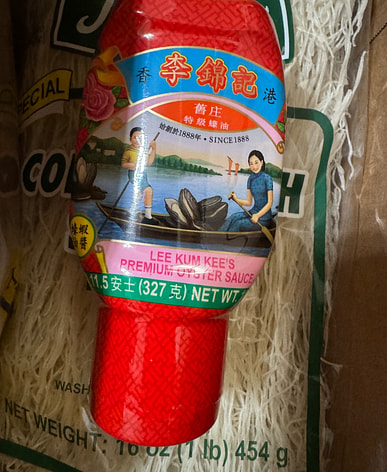 香 李錦記 港
舊庄
特級蠔油
始創於1888年・SINCE 1888
LEE KUM KEE'S
PREMIUM OYSTER SAUCE
11.5安士 (327克) NET WT.
WASH
NET WEIGHT: 16 oz (1 lb) 454 g